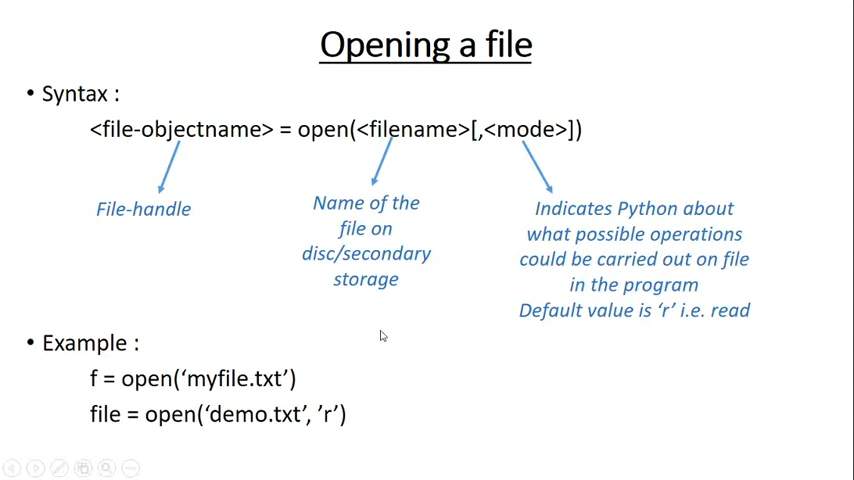 Opening a file
• Syntax :
<file-objectname> = open(<filename>[,<mode>])
File-handle
Name of the
file on
disc/secondary
storage
Indicates Python about
what possible operations
could be carried out on file
in the program
Default value is ‘r’ i.e. read
• Example :
f = open(‘myfile.txt’)
file = open(‘demo.txt’, ’r’)